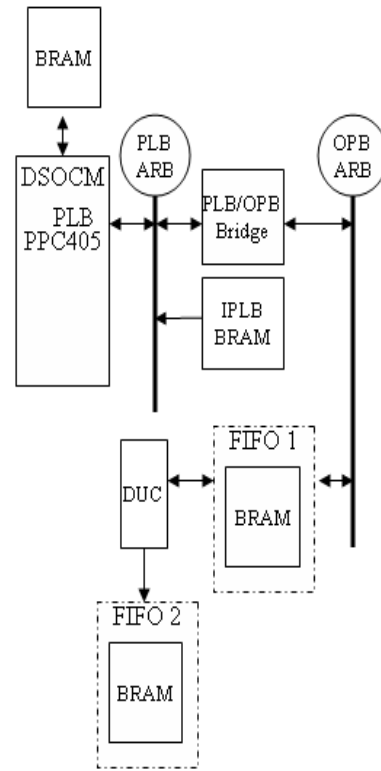 BRAM
PLB
ARB
OPB
ARB
DSOCM
PLB
PPC405
PLB/OPB
Bridge
IPLB
BRAM
FIFO 1
DUC
BRAM
FIFO 2
BRAM